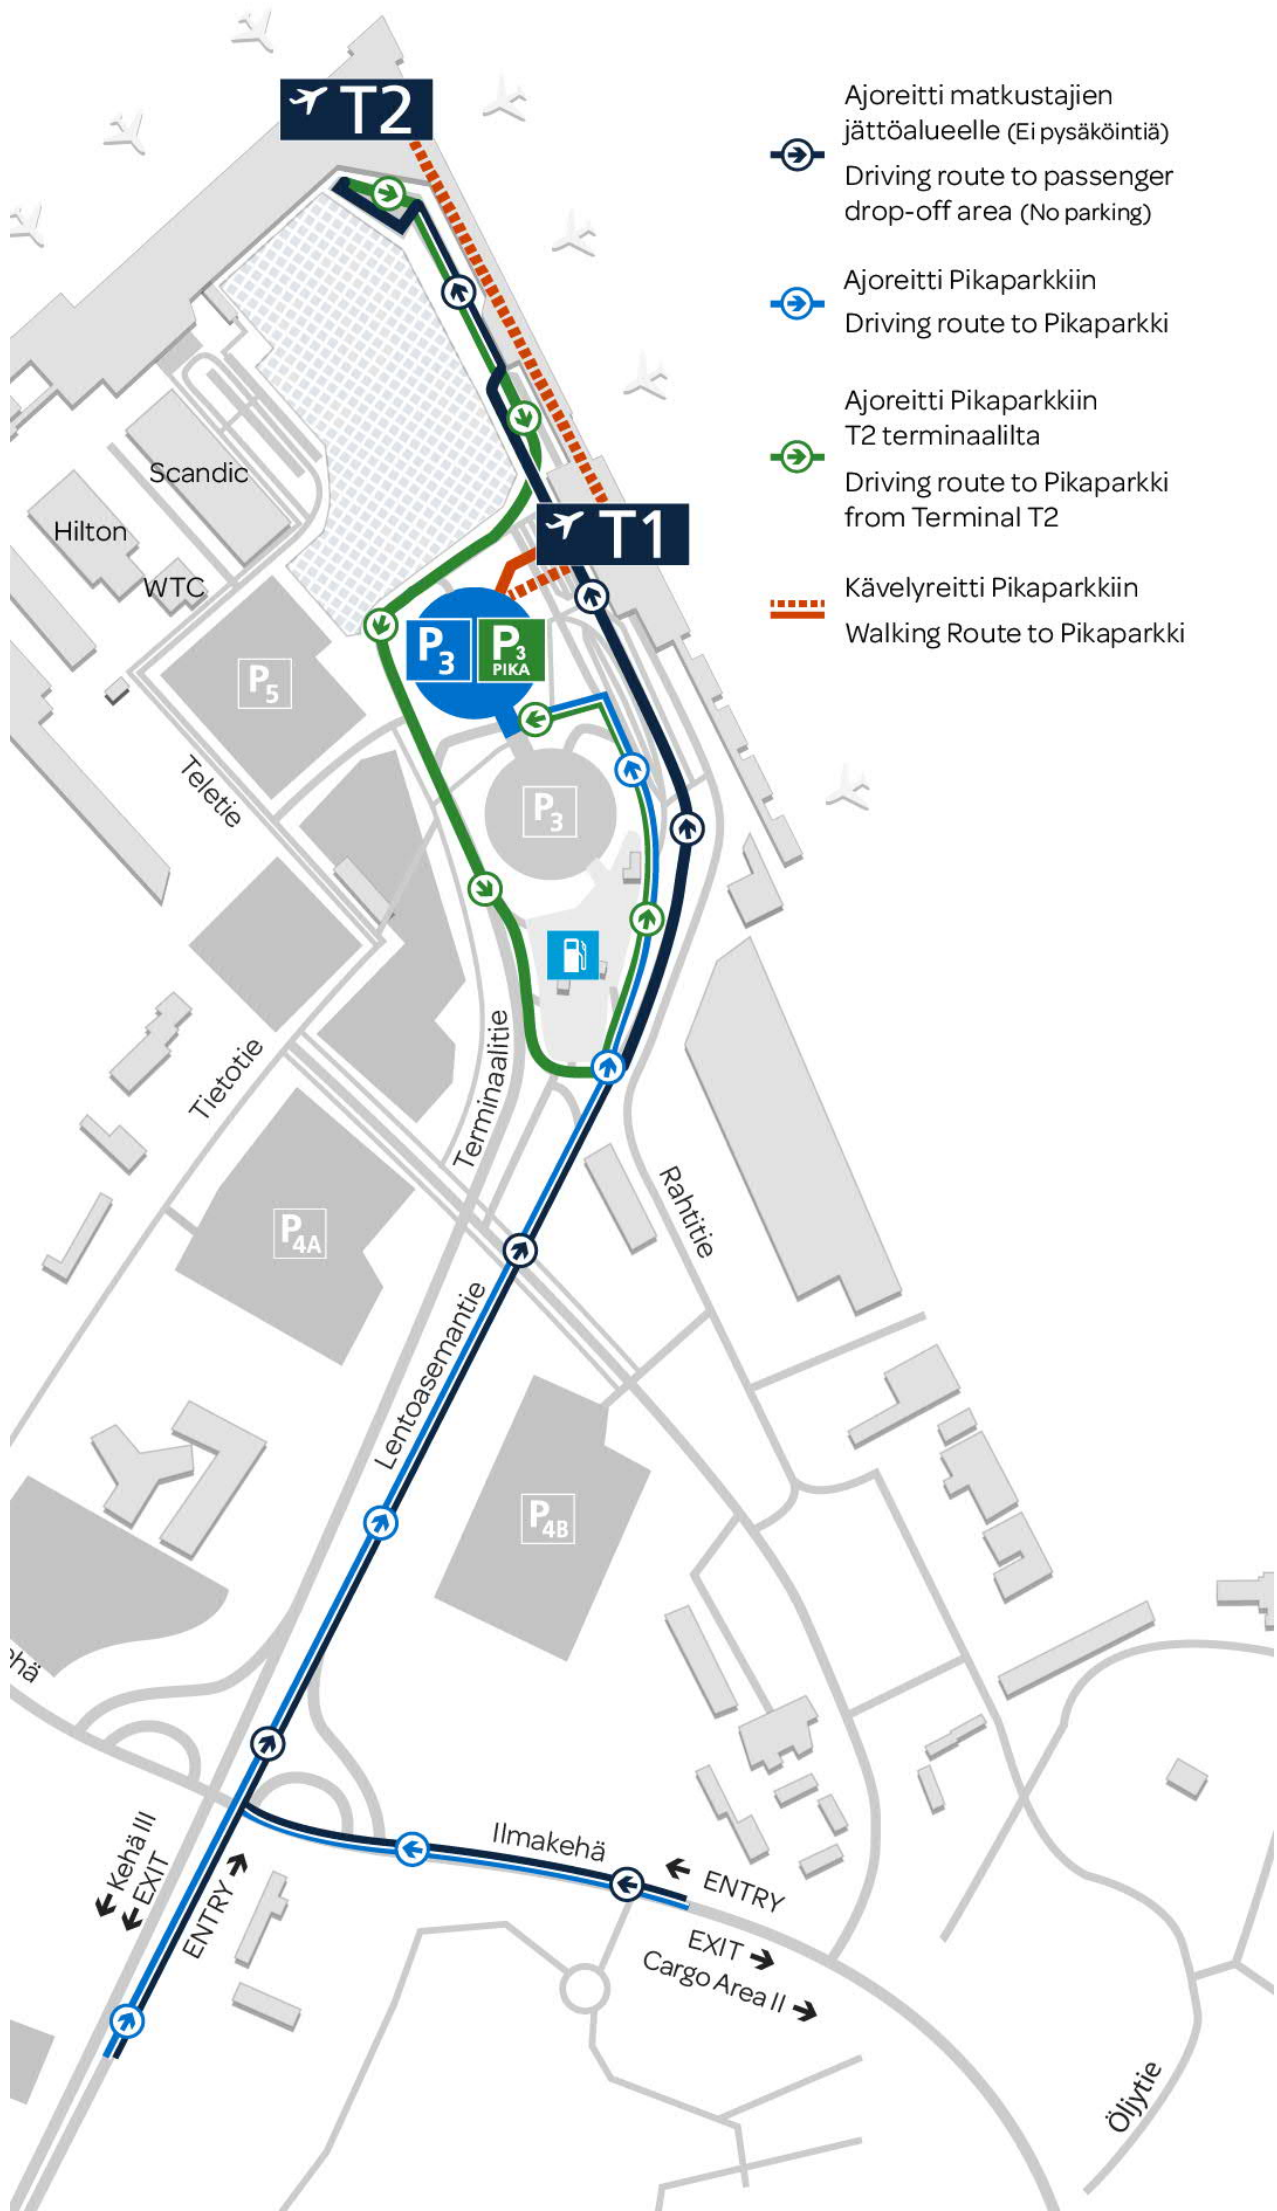 T2
Ajoreitti matkustajien
jättöalueelle (Ei pysäköintiä)
Driving route to passenger
drop-off area (No parking)
Ajoreitti Pikaparkkiin
Driving route to Pikaparkki
Ajoreitti Pikaparkkiin
T2 terminaalilta
Driving route to Pikaparkki
from Terminal T2
Kävelyreitti Pikaparkkiin
Walking Route to Pikaparkki
Scandic
Hilton
WTC
T1
P3
P3
PIKA
P5
P3
Teletie
Tietotie
Terminaalitie
Rahtitie
P4A
Lentoasemantie
P4B
hä
Kehä III
EXIT
ENTRY
Ilmakehä
ENTRY
EXIT
Cargo Area II
Öljytie